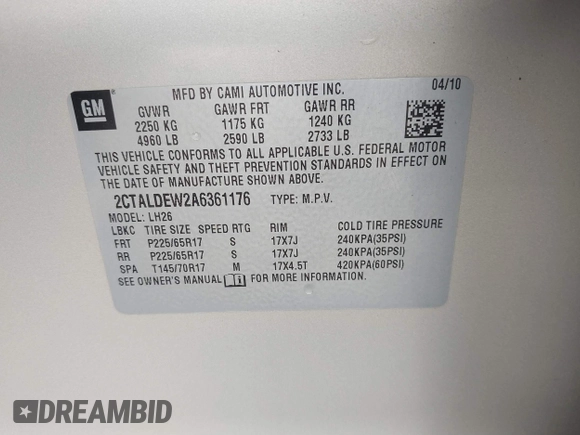 GM
MFD BY CAMI AUTOMOTIVE INC.
04/10
GVWR GAWR FRT GAWR RR
2250 KG 1175 KG 1240 KG
4960 LB 2590 LB 2733 LB
THIS VEHICLE CONFORMS TO ALL APPLICABLE U.S. FEDERAL MOTOR
VEHICLE SAFETY AND THEFT PREVENTION STANDARDS IN EFFECT ON
THE DATE OF MANUFACTURE SHOWN ABOVE.
2CTALDEW2A6361176 TYPE: M.P.V.
MODEL: LH26
LBKC TIRE SIZE SPEED RTG RIM COLD TIRE PRESSURE
FRT P225/65R17 S 17X7J 240KPA(35PSI)
RR P225/65R17 S 17X7J 240KPA(35PSI)
SPA T145/70R17 M 17X4.5T 420KPA(60PSI)
SEE OWNER'S MANUAL FOR MORE INFORMATION.
DREAMBID